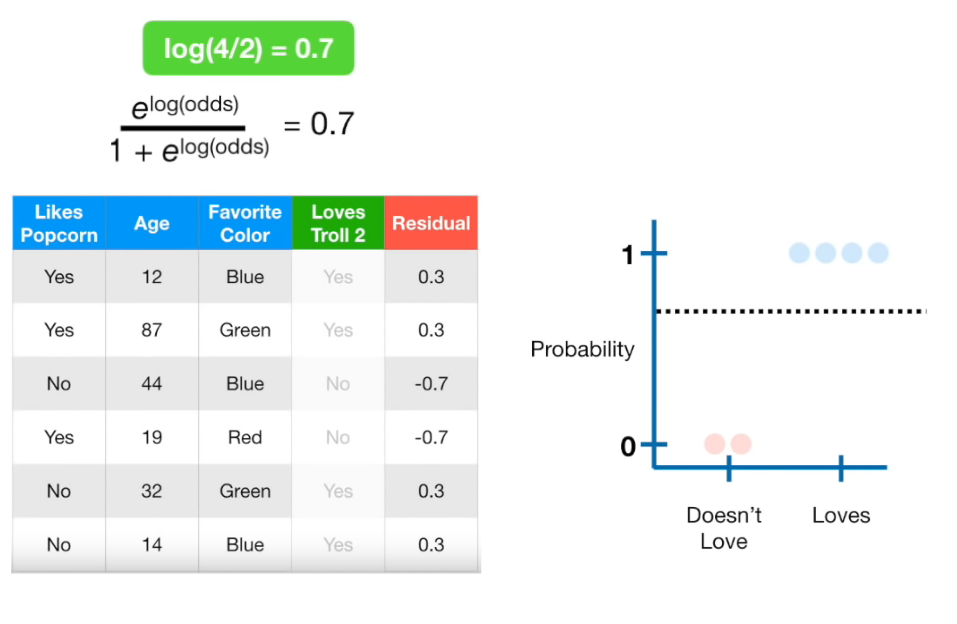 log(4/2) = 0.7
e^log(odds)
1 + e^log(odds)
= 0.7
Likes Popcorn Age Favorite Color Loves Troll 2 Residual
Yes 12 Blue Yes 0.3
Yes 87 Green Yes 0.3
No 44 Blue No -0.7
Yes 19 Red No -0.7
No 32 Green Yes 0.3
No 14 Blue Yes 0.3
1
Probability
0
Doesn't Love
Loves